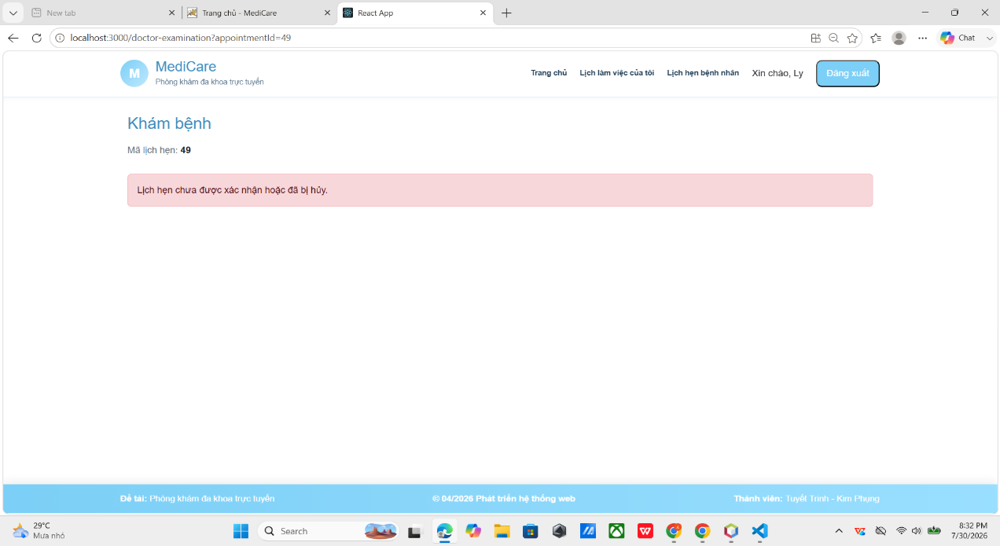 New tab
Trang chủ - MediCare
React App
localhost:3000/doctor-examination?appointmentId=49
Chat
M
MediCare
Phòng khám đa khoa trực tuyến
Trang chủ
Lịch làm việc của tôi
Lịch hẹn bệnh nhân
Xin chào, Ly
Đăng xuất
Khám bệnh
Mã lịch hẹn: 49
Lịch hẹn chưa được xác nhận hoặc đã bị hủy.
Đề tài: Phòng khám đa khoa trực tuyến
© 04/2026 Phát triển hệ thống web
Thành viên: Tuyết Trinh - Kim Phụng
29°C
Mưa nhỏ
Search
8:32 PM
7/30/2026